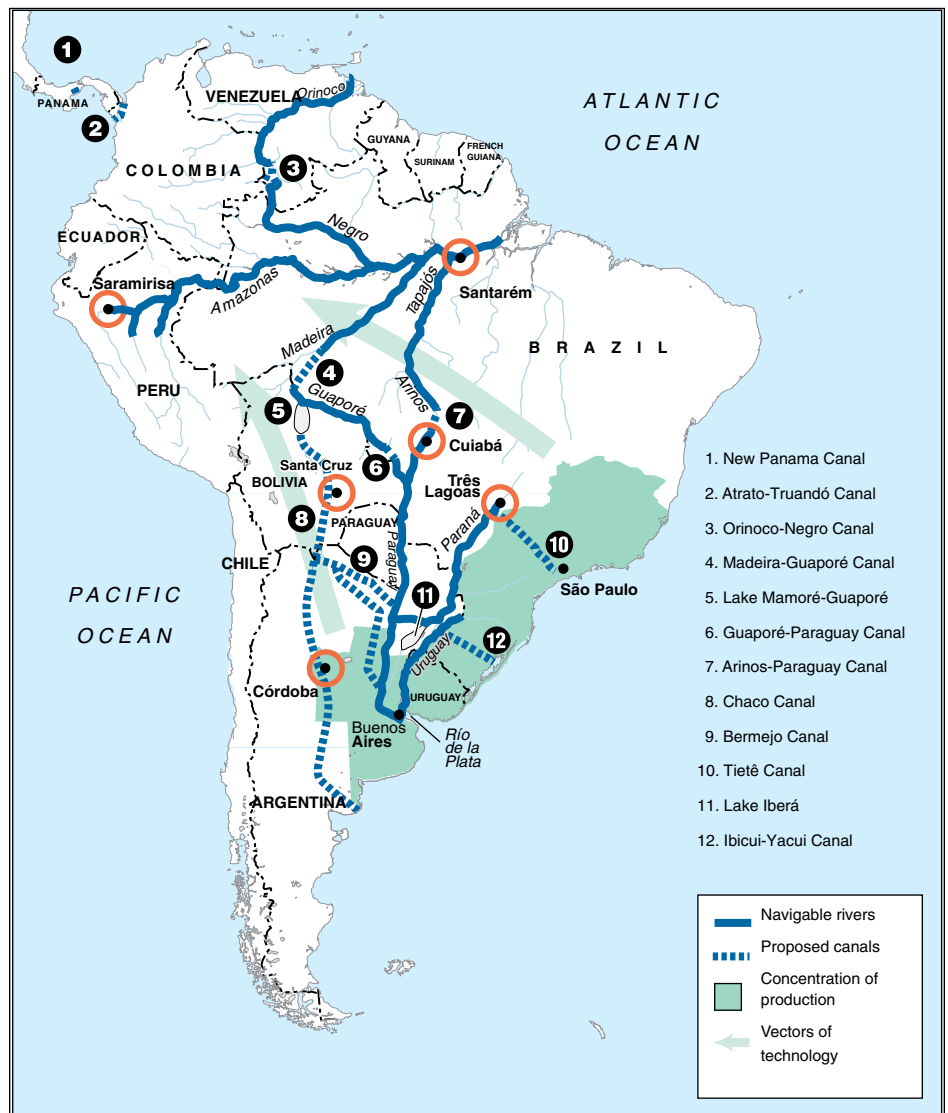 1
PANAMA
2
VENEZUELA
Orinoco
ATLANTIC
OCEAN
GUYANA
SURINAM
FRENCH
GUIANA
COLOMBIA
3
ECUADOR
Negro
Saramirisa
Amazonas
Tapajós
Santarém
Madeira
BRAZIL
4
PERU
Guaporé
Arinos
5
7
Cuiabá
6
Santa Cruz
BOLIVIA
Três
Lagoas
8
PARAGUAY
Paraná
9
Paraguay
10
CHILE
São Paulo
11
PACIFIC
OCEAN
Uruguay
12
Córdoba
URUGUAY
Buenos
Aires
Río
de la
Plata
ARGENTINA
1. New Panama Canal
2. Atrato-Truandó Canal
3. Orinoco-Negro Canal
4. Madeira-Guaporé Canal
5. Lake Mamoré-Guaporé
6. Guaporé-Paraguay Canal
7. Arinos-Paraguay Canal
8. Chaco Canal
9. Bermejo Canal
10. Tietê Canal
11. Lake Iberá
12. Ibicui-Yacui Canal
Navigable rivers
Proposed canals
Concentration of
production
Vectors of
technology